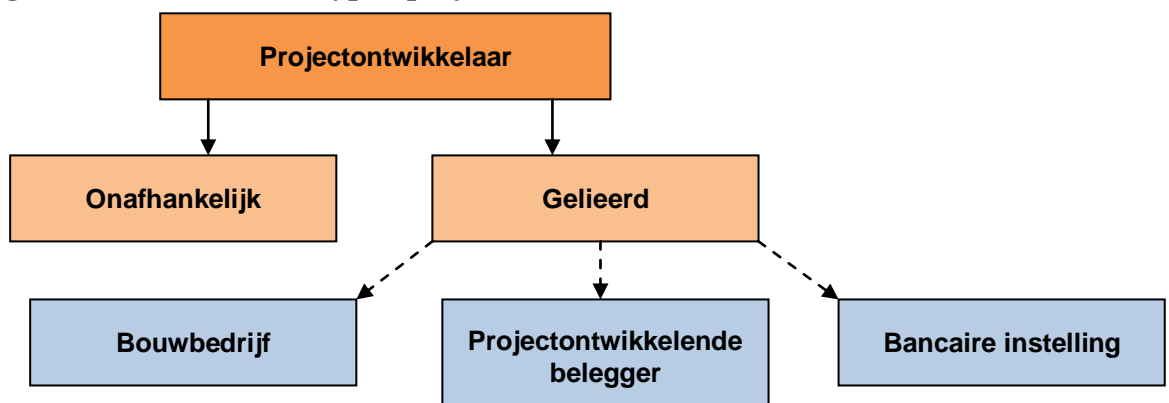 Projectontwikkelaar
Onafhankelijk
Gelieerd
Bouwbedrijf
Projectontwikkelende
belegger
Bancaire instelling